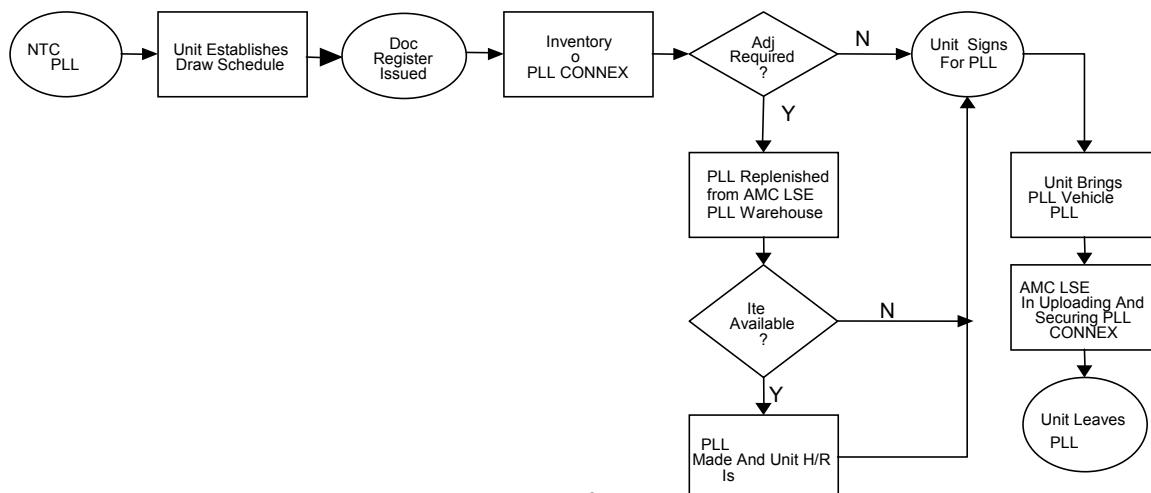 NTC
PLL
Unit Establishes
Draw Schedule
Doc
Register
Issued
Inventory
o
PLL CONNEX
Adj
Required
?
N
Unit Signs
For PLL
Y
PLL Replenished
from AMC LSE
PLL Warehouse
Unit Brings
PLL Vehicle
PLL
Ite
Available
?
N
AMC LSE
In Uploading And
Securing PLL
CONNEX
Y
PLL
Made And Unit H/R
Is
Unit Leaves
PLL